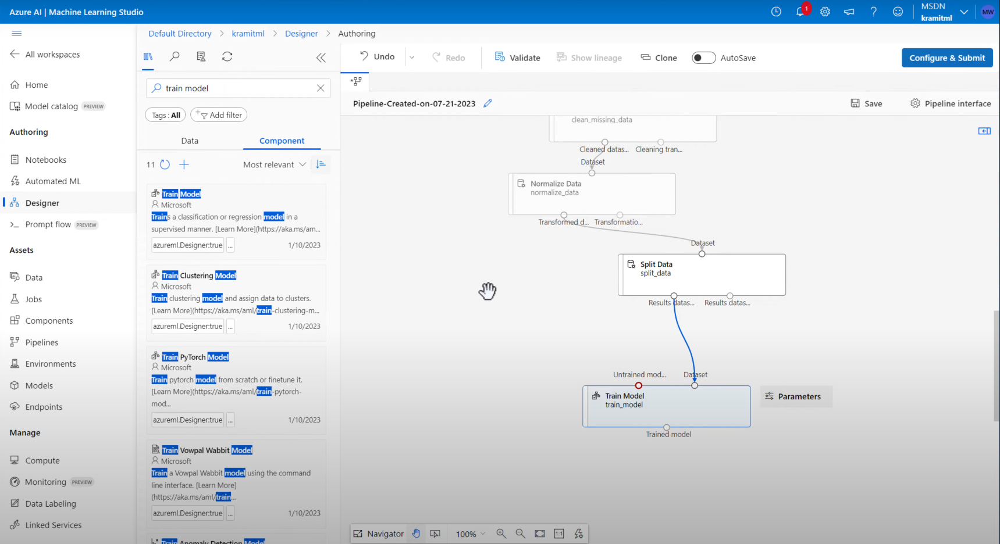 Azure AI | Machine Learning Studio
1
MSDN
kramitml
MW
Default Directory > kramitml > Designer > Authoring
All workspaces
Home
Model catalog PREVIEW
Authoring
Notebooks
Automated ML
Designer
Prompt flow PREVIEW
Assets
Data
Jobs
Components
Pipelines
Environments
Models
Endpoints
Manage
Compute
Monitoring PREVIEW
Data Labeling
Linked Services
train model
Tags : All
Add filter
Data
Component
11
Most relevant
Train Model
Microsoft
Trains a classification or regression model in a
supervised manner. [Learn More](https://aka.ms/am...
azureml.Designer:true ... 1/10/2023
Train Clustering Model
Microsoft
Train clustering model and assign data to clusters.
[Learn More](https://aka.ms/aml/train-clustering-m...
azureml.Designer:true ... 1/10/2023
Train PyTorch Model
Microsoft
Train pytorch model from scratch or finetune it.
[Learn More](https://aka.ms/aml/train-pytorch-
mod...
azureml.Designer:true ... 1/10/2023
Train Vowpal Wabbit Model
Microsoft
Train a Vowpal Wabbit model using the command
line interface. [Learn More]
(https://aka.ms/aml/train...
azureml.Designer:true ... 1/10/2023
Train Anomaly Detection Model
Undo
Redo
Validate
Show lineage
Clone
AutoSave
Configure & Submit
Pipeline-Created-on-07-21-2023
Save
Pipeline interface
clean_missing_data
Cleaned datas... Cleaning tran...
Dataset
Normalize Data
normalize_data
Transformed d... Transformatio...
Dataset
Split Data
split_data
Results datas... Results datas...
Untrained mod... Dataset
Train Model
train_model
Parameters
Trained model
Navigator
100%
1:1